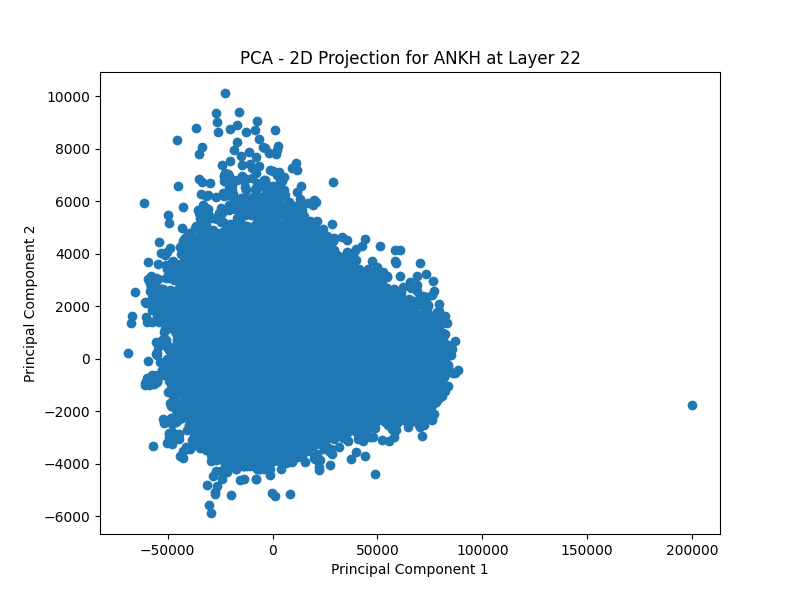 PCA - 2D Projection for ANKH at Layer 22
10000
8000
6000
4000
2000
0
−2000
−4000
−6000
Principal Component 2
−50000 0 50000 100000 150000 200000
Principal Component 1